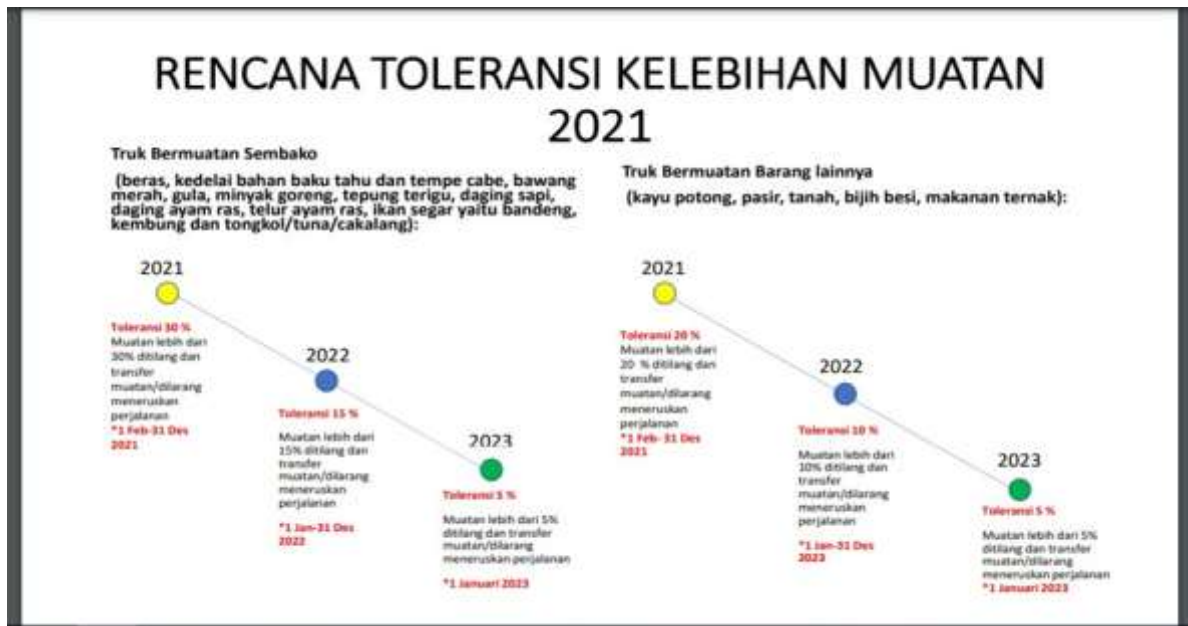 RENCANA TOLERANSI KELEBIHAN MUATAN
2021
Truk Bermuatan Sembako
(beras, kedelai bahan baku tahu dan tempe cabe, bawang
merah, gula, minyak goreng, tepung terigu, daging sapi,
daging ayam ras, telur ayam ras, ikan segar yaitu bandeng,
kembung dan tongkol/tuna/cakalang):
2021
Toleransi 30 %
Muatan lebih dari
30% ditilang dan
transfer
muatan/dilarang
meneruskan
perjalanan
*1 Feb-31 Des
2021
2022
Toleransi 15 %
Muatan lebih dari
15% ditilang dan
transfer
muatan/dilarang
meneruskan
perjalanan
*1 Jan-31 Des
2022
2023
Toleransi 5 %
Muatan lebih dari 5%
ditilang dan transfer
muatan/dilarang
meneruskan perjalanan
*1 Januari 2023
Truk Bermuatan Barang lainnya
(kayu potong, pasir, tanah, bijih besi, makanan ternak):
2021
Toleransi 20 %
Muatan lebih dari
20 % ditilang dan
transfer
muatan/dilarang
meneruskan
perjalanan
*1 Feb- 31 Des
2021
2022
Toleransi 10 %
Muatan lebih dari
10% ditilang dan
transfer
muatan/dilarang
meneruskan
perjalanan
*1 Jan-31 Des
2023
2023
Toleransi 5 %
Muatan lebih dari 5%
ditilang dan transfer
muatan/dilarang
meneruskan perjalanan
*1 Januari 2023